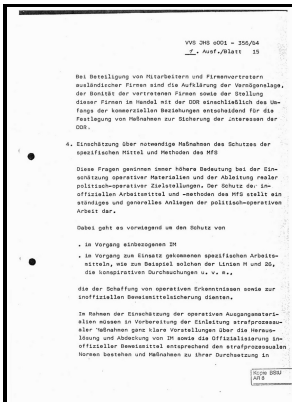 VVS JHS o001 - 356/84
1. Ausf./Blatt 15
Bei Beteiligung von Mitarbeitern und Firmenvertretern
ausländischer Firmen sind die Aufklärung der Vermögenslage,
der Bonität der vertretenen Firmen sowie der Stellung
dieser Firmen im Handel mit der DDR einschließlich des Um-
fangs der kommerziellen Beziehungen entscheidend für die
Festlegung von Maßnahmen zur Sicherung der Interessen der
DDR.
4. Einschätzung über notwendige Maßnahmen des Schutzes der
spezifischen Mittel und Methoden des MfS
Diese Fragen gewinnen immer höhere Bedeutung bei der Ein-
schätzung operativer Materialien und der Ableitung realer
politisch-operativer Zielstellungen. Der Schutz der in-
offiziellen Arbeitsmittel und -methoden des MfS stellt ein
ständiges und generelles Anliegen der politisch-operativen
Arbeit dar.
Dabei geht es vorwiegend um den Schutz von
. im Vorgang einbezogenen IM
. im Vorgang zum Einsatz gekommenen spezifischen Arbeits-
mitteln, wie zum Beispiel solchen der Linien M und 26,
die konspirativen Durchsuchungen u. v. a.,
die der Schaffung von operativen Erkenntnissen sowie zur
inoffiziellen Beweismittelsicherung dienten.
Im Rahmen der Einschätzung der operativen Ausgangsmateri-
alien müssen in Vorbereitung der Einleitung strafprozessu-
aler Maßnahmen ganz klare Vorstellungen über die Heraus-
lösung und Abdeckung von IM sowie die Offizialisierung in-
offizieller Beweismittel entsprechend den strafprozessualen
Normen bestehen und Maßnahmen zu ihrer Durchsetzung in
Kopie BStU
AR 8